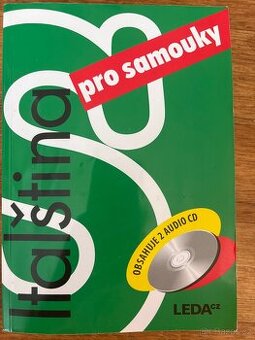 Italština
pro samouky
OBSAHUJE 2 AUDIO CD
LEDA cz